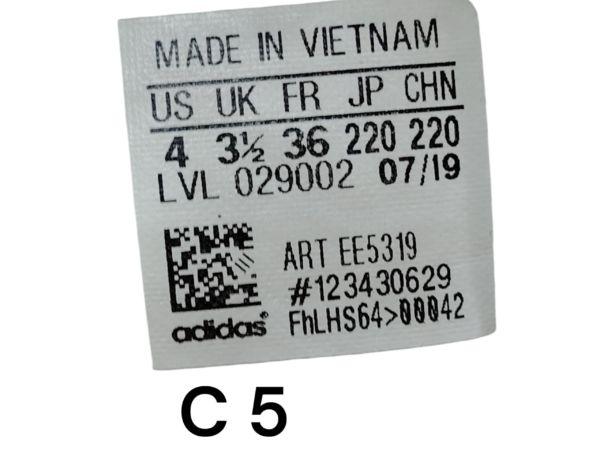 MADE IN VIETNAM
US UK FR JP CHN
4 3½ 36 220 220
LVL 029002 07/19
ART EE5319
#123430629
adidas® FhLHS64>00042
C 5